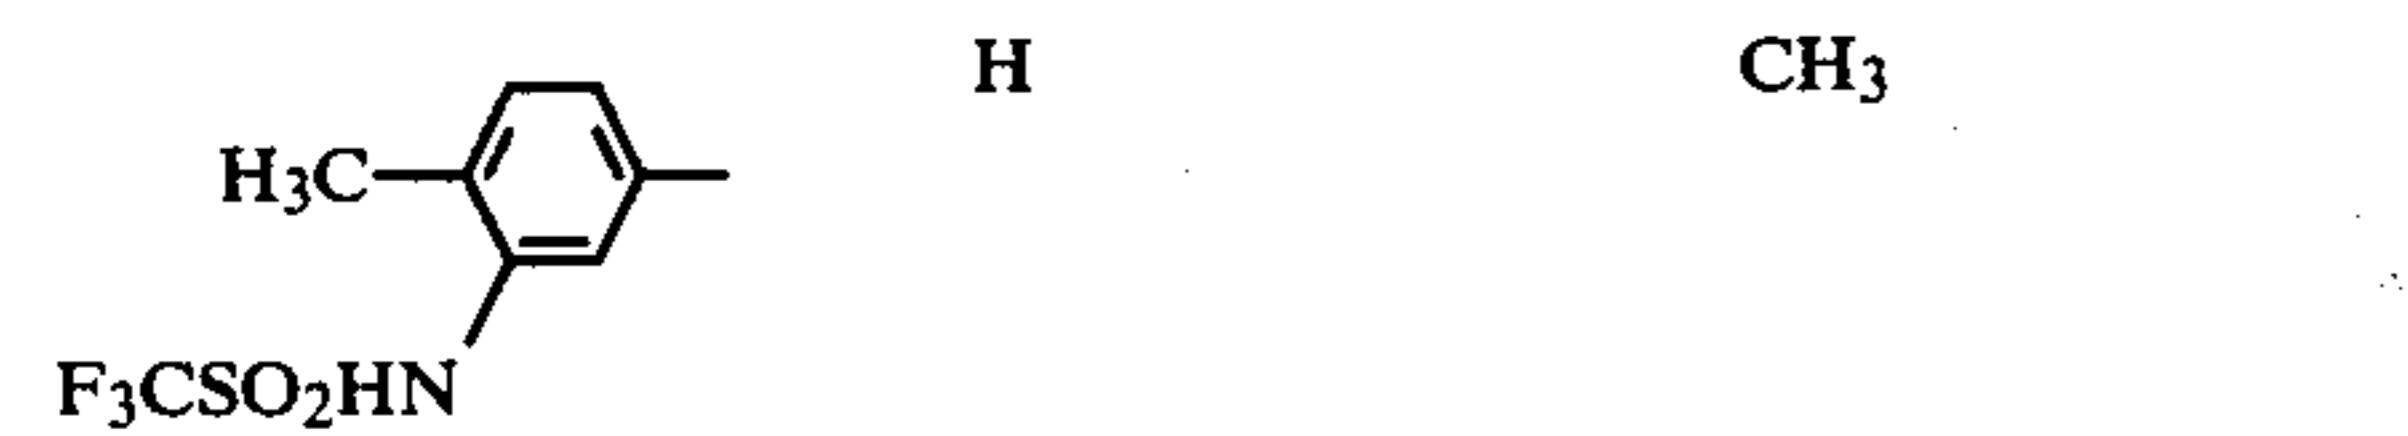 H CH₃
H₃C
F₃CSO₂HN